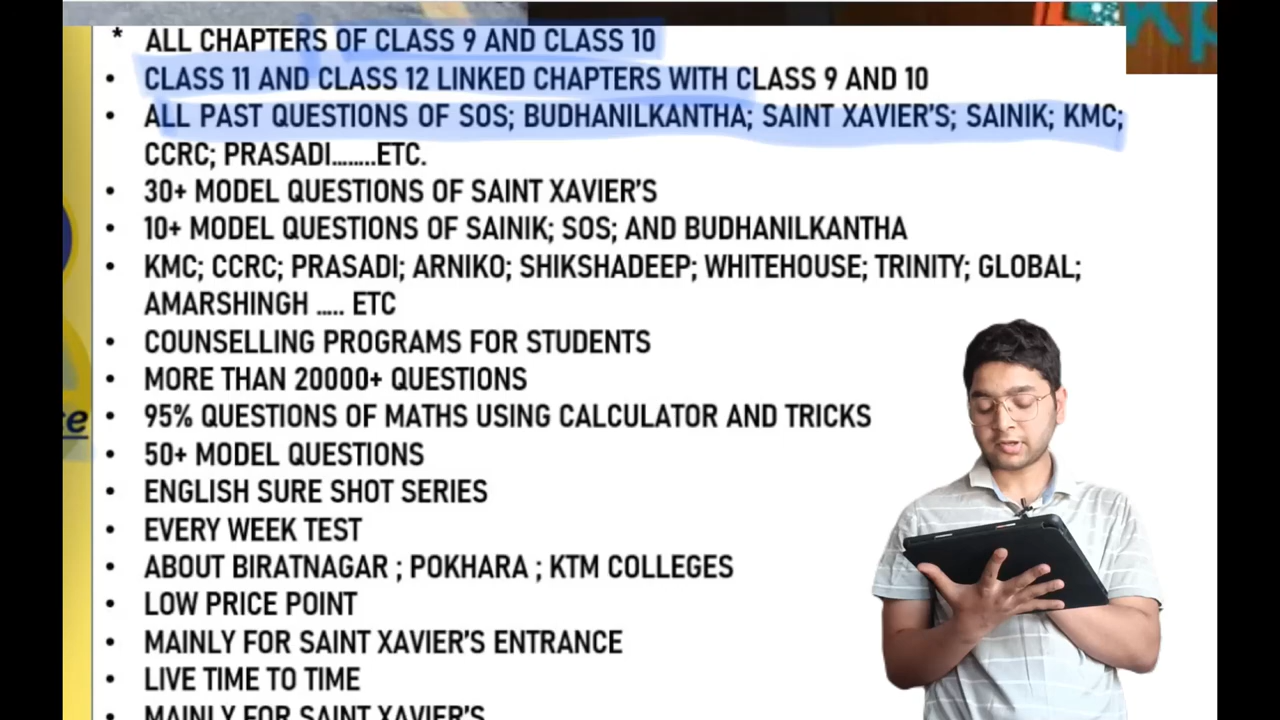 * ALL CHAPTERS OF CLASS 9 AND CLASS 10
• CLASS 11 AND CLASS 12 LINKED CHAPTERS WITH CLASS 9 AND 10
• ALL PAST QUESTIONS OF SOS; BUDHANILKANTHA; SAINT XAVIER'S; SAINIK; KMC;
CCRC; PRASADI........ETC.
• 30+ MODEL QUESTIONS OF SAINT XAVIER'S
• 10+ MODEL QUESTIONS OF SAINIK; SOS; AND BUDHANILKANTHA
• KMC; CCRC; PRASADI; ARNIKO; SHIKSHADEEP; WHITEHOUSE; TRINITY; GLOBAL;
AMARSHINGH ..... ETC
• COUNSELLING PROGRAMS FOR STUDENTS
• MORE THAN 20000+ QUESTIONS
• 95% QUESTIONS OF MATHS USING CALCULATOR AND TRICKS
• 50+ MODEL QUESTIONS
• ENGLISH SURE SHOT SERIES
• EVERY WEEK TEST
• ABOUT BIRATNAGAR ; POKHARA ; KTM COLLEGES
• LOW PRICE POINT
• MAINLY FOR SAINT XAVIER'S ENTRANCE
• LIVE TIME TO TIME
• MAINLY FOR SAINT XAVIER'S